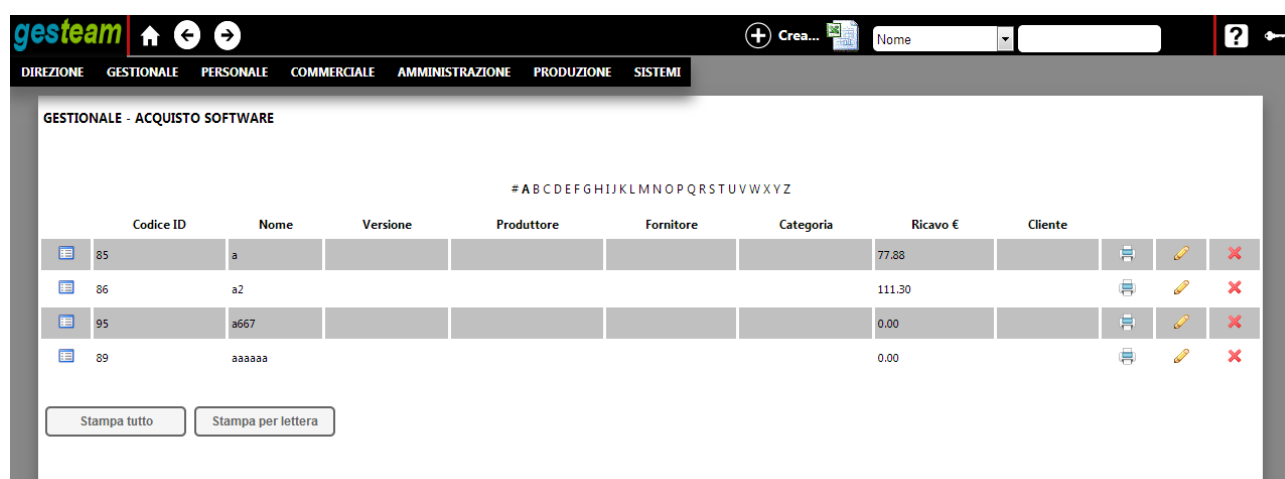 gesteam Crea... Nome ?
DIREZIONE GESTIONALE PERSONALE COMMERCIALE AMMINISTRAZIONE PRODUZIONE SISTEMI
GESTIONALE - ACQUISTO SOFTWARE
# A B C D E F G H I J K L M N O P Q R S T U V W X Y Z
Codice ID Nome Versione Produttore Fornitore Categoria Ricavo € Cliente
85 a 77.88
86 a2 111.30
95 a667 0.00
89 aaaaaa 0.00
Stampa tutto Stampa per lettera